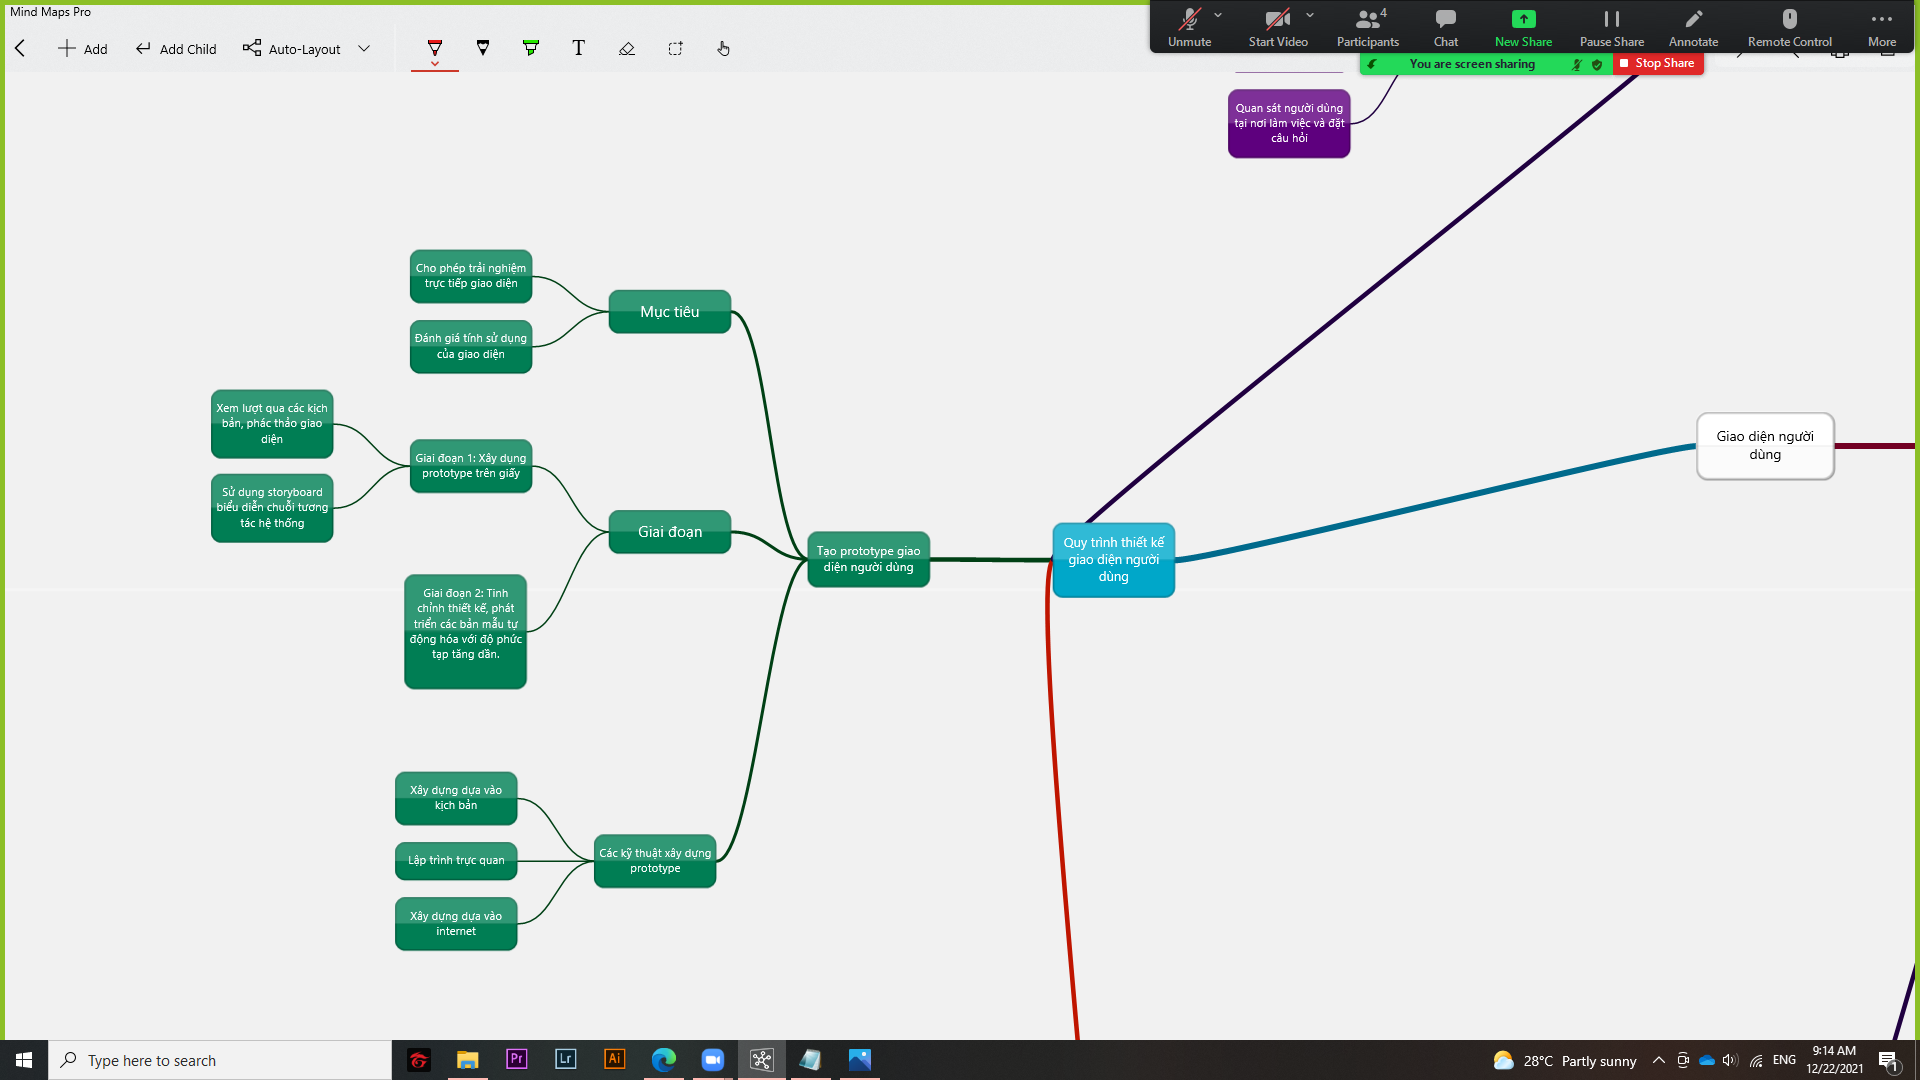 Mind Maps Pro
Add
Add Child
Auto-Layout
T
Unmute
Start Video
4
Participants
Chat
New Share
Pause Share
Annotate
Remote Control
More
You are screen sharing
Stop Share
Quan sát người dùng
tại nơi làm việc và đặt
câu hỏi
Cho phép trải nghiệm
trực tiếp giao diện
Mục tiêu
Đánh giá tính sử dụng
của giao diện
Xem lượt qua các kịch
bản, phác thảo giao
diện
Giai đoạn 1: Xây dụng
prototype trên giấy
Sử dụng storyboard
biểu diễn chuỗi tương
tác hệ thống
Giai đoạn
Giao diện người
dùng
Tạo prototype giao
diện người dùng
Quy trình thiết kế
giao diện người
dùng
Giai đoạn 2: Tinh
chỉnh thiết kế, phát
triển các bản mẫu tự
động hóa với độ phức
tạp tăng dần.
Xây dựng dựa vào
kịch bản
Lập trình trực quan
Các kỹ thuật xây dựng
prototype
Xây dựng dựa vào
internet
Type here to search
Pr
Lr
Ai
28°C Partly sunny
ENG
9:14 AM
12/22/2021
1